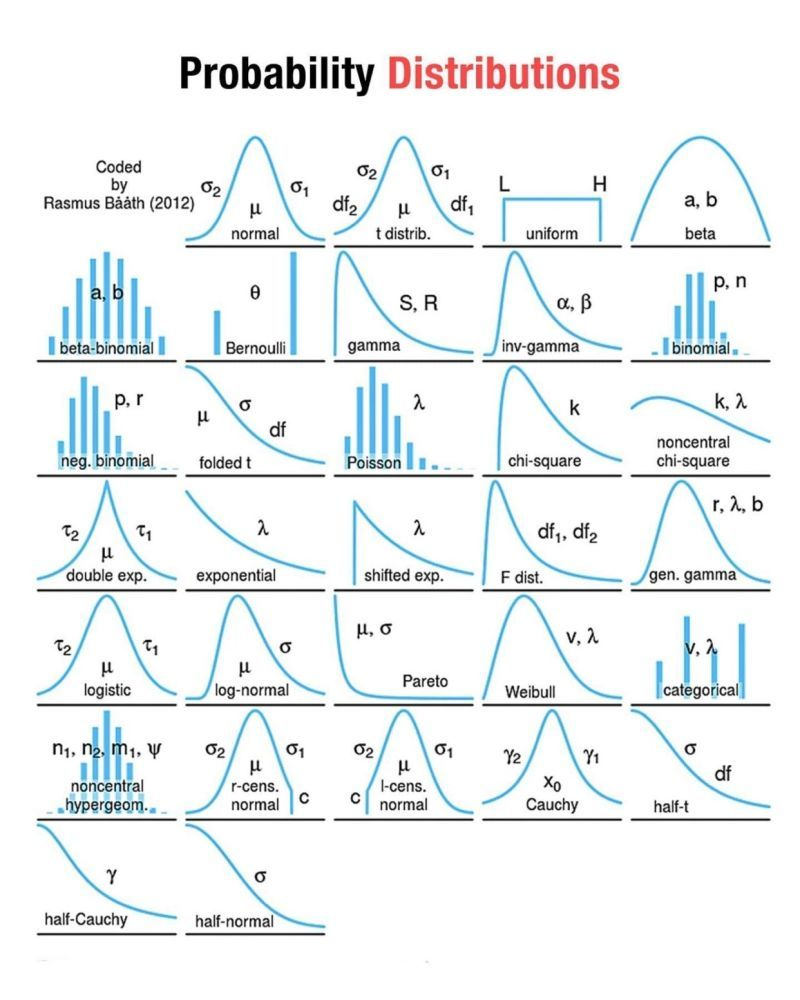 Probability Distributions
Coded
by
Rasmus Bååth (2012)
σ₂ σ₁
μ
normal
σ₂ σ₁
df₂ μ df₁
t distrib.
L H
uniform
a, b
beta
a, b
beta-binomial
θ
Bernoulli
S, R
gamma
α, β
inv-gamma
p, n
binomial
p, r
neg. binomial
μ σ
df
folded t
λ
Poisson
k
chi-square
k, λ
noncentral
chi-square
τ₂ τ₁
μ
double exp.
λ
exponential
λ
shifted exp.
df₁, df₂
F dist.
r, λ, b
gen. gamma
τ₂ τ₁
μ
logistic
σ
μ
log-normal
μ, σ
Pareto
v, λ
Weibull
v, λ
categorical
n₁, n₂, m₁, ψ
noncentral
hypergeom.
σ₂ σ₁
μ
r-cens.
normal c
σ₂ σ₁
μ
l-cens.
c normal
γ₂ γ₁
x₀
Cauchy
σ
df
half-t
γ
half-Cauchy
σ
half-normal